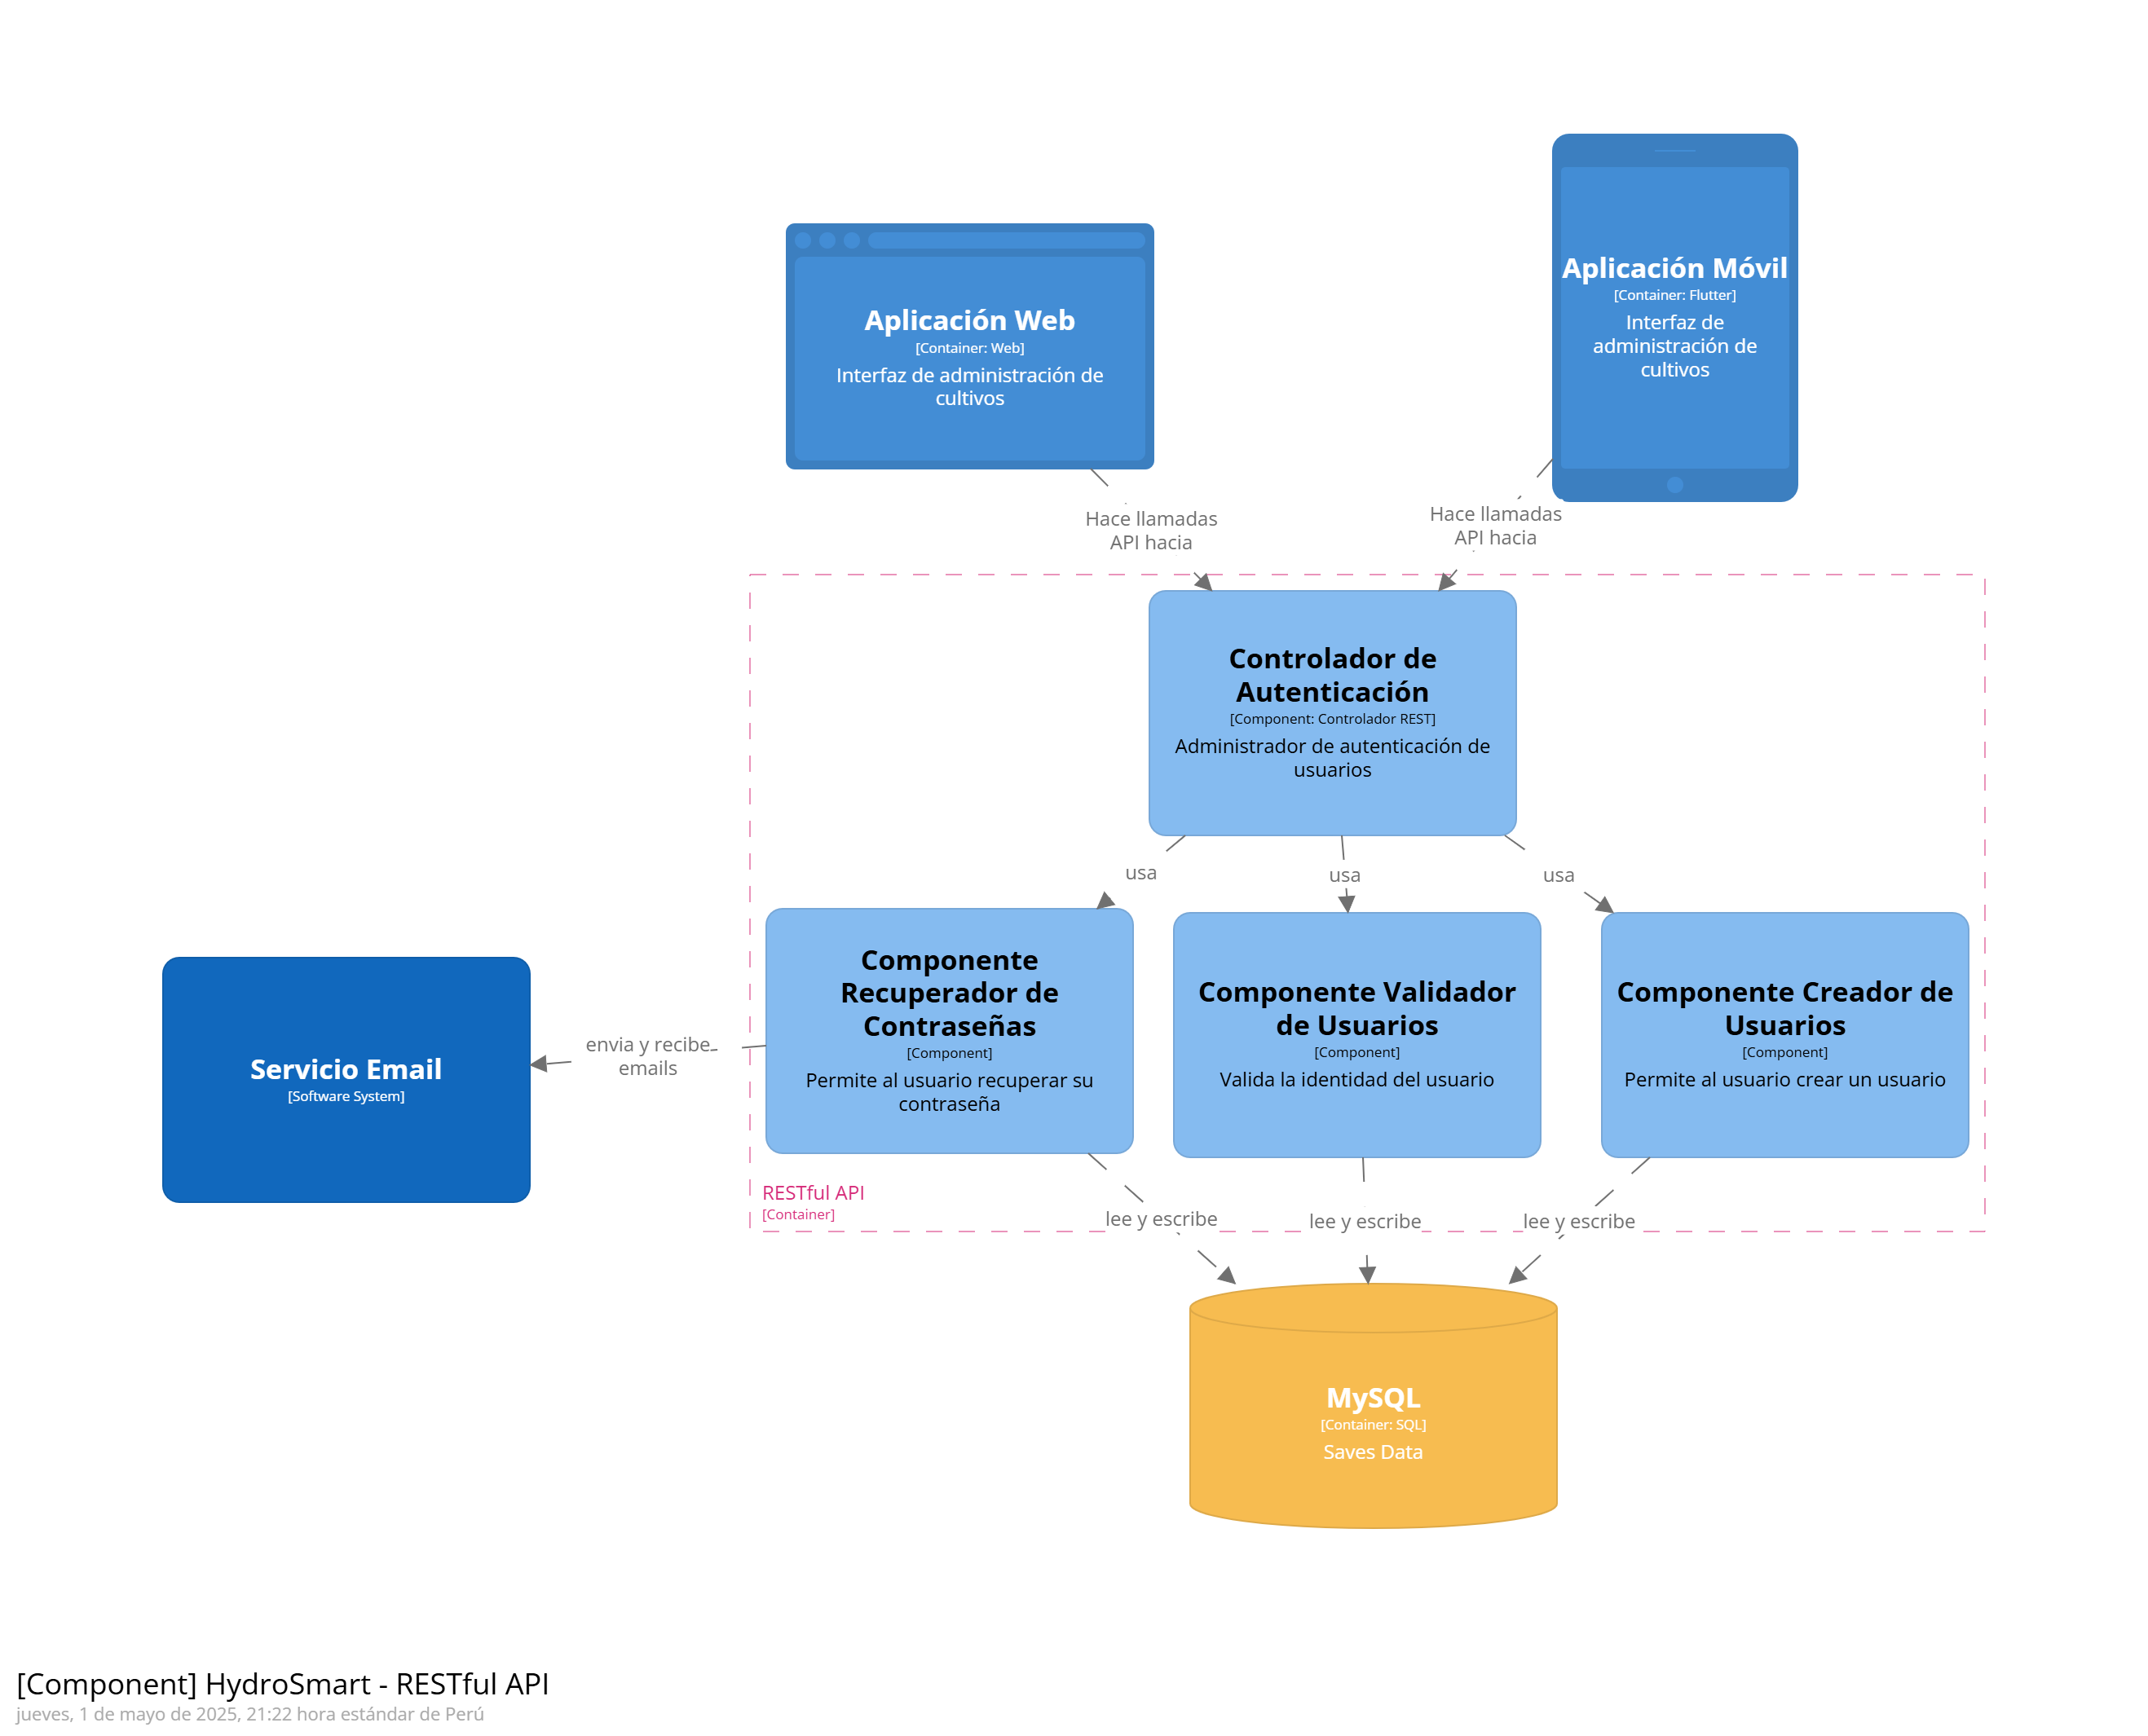 Aplicación Web
[Container: Web]
Interfaz de administración de
cultivos
Aplicación Móvil
[Container: Flutter]
Interfaz de
administración de
cultivos
Hace llamadas
API hacia
Hace llamadas
API hacia
Controlador de
Autenticación
[Component: Controlador REST]
Administrador de autenticación de
usuarios
usa
usa
usa
Componente
Recuperador de
Contraseñas
[Component]
Permite al usuario recuperar su
contraseña
Componente Validador
de Usuarios
[Component]
Valida la identidad del usuario
Componente Creador de
Usuarios
[Component]
Permite al usuario crear un usuario
Servicio Email
[Software System]
envia y recibe
emails
RESTful API
[Container]
lee y escribe
lee y escribe
lee y escribe
MySQL
[Container: SQL]
Saves Data
[Component] HydroSmart - RESTful API
jueves, 1 de mayo de 2025, 21:22 hora estándar de Perú